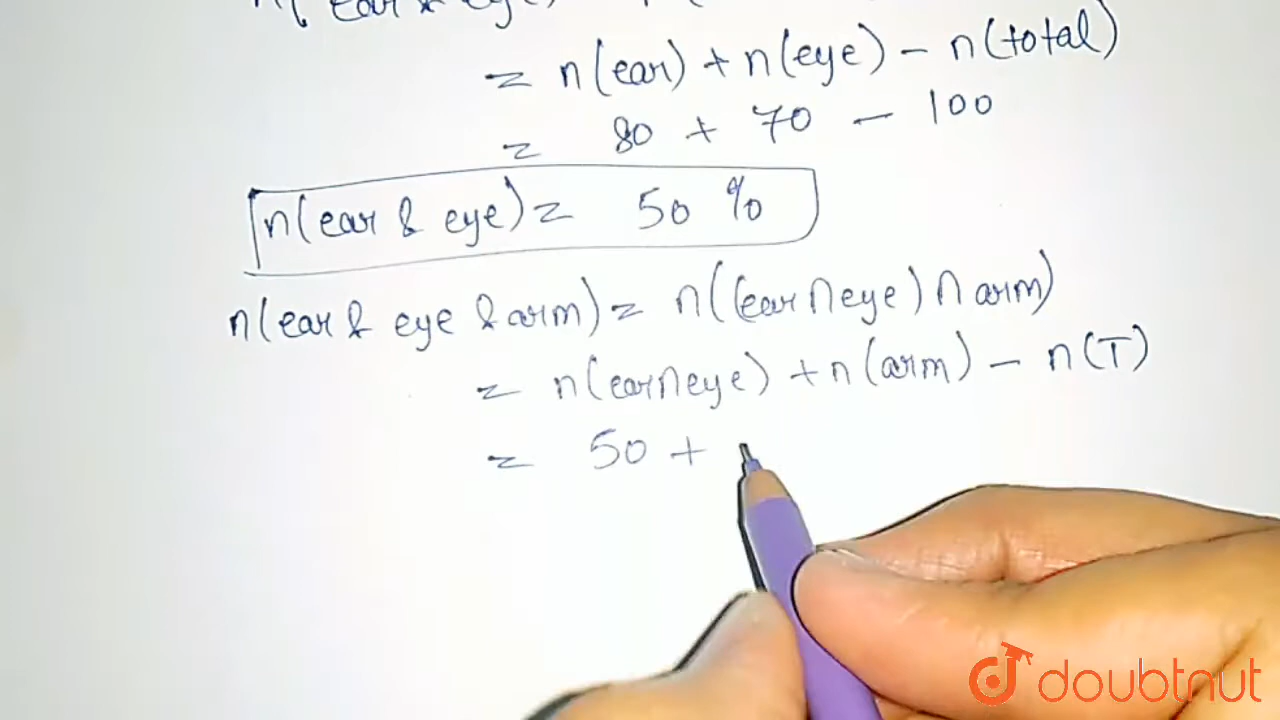 = n(ear) + n(eye) - n(total)
= 80 + 70 - 100
n(ear & eye) = 50 %
n(ear & eye & arm) = n((ear∩eye) ∩ arm)
= n(ear∩eye) + n(arm) - n(T)
= 50 +
doubtnut